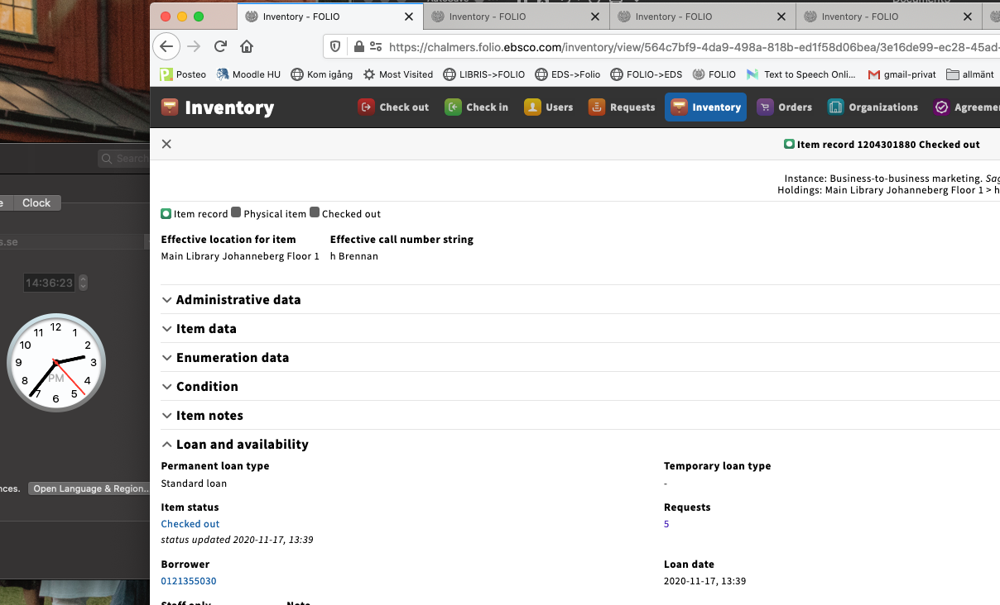 Inventory - FOLIO
Inventory - FOLIO
Inventory - FOLIO
Inventory - FOLIO
https://chalmers.folio.ebsco.com/inventory/view/564c7bf9-4da9-498a-818b-ed1f58d06bea/3e16de99-ec28-45ad-
Posteo Moodle HU Kom igång Most Visited LIBRIS->FOLIO EDS->Folio FOLIO->EDS FOLIO Text to Speech Onli... gmail-privat allmänt
Inventory Check out Check in Users Requests Inventory Orders Organizations Agreeme
Search
Item record 1204301880 Checked out
Instance: Business-to-business marketing. Sag
Holdings: Main Library Johanneberg Floor 1 > h
e Clock
Item record Physical item Checked out
s.se
Effective location for item Effective call number string
Main Library Johanneberg Floor 1 h Brennan
14:36:23
12
1
2
3
4
5
6
7
8
9
10
11
PM
Administrative data
Item data
Enumeration data
Condition
Item notes
Loan and availability
Permanent loan type Temporary loan type
Standard loan -
nces. Open Language & Region...
Item status Requests
Checked out 5
status updated 2020-11-17, 13:39
Borrower Loan date
0121355030 2020-11-17, 13:39
Staff only Note